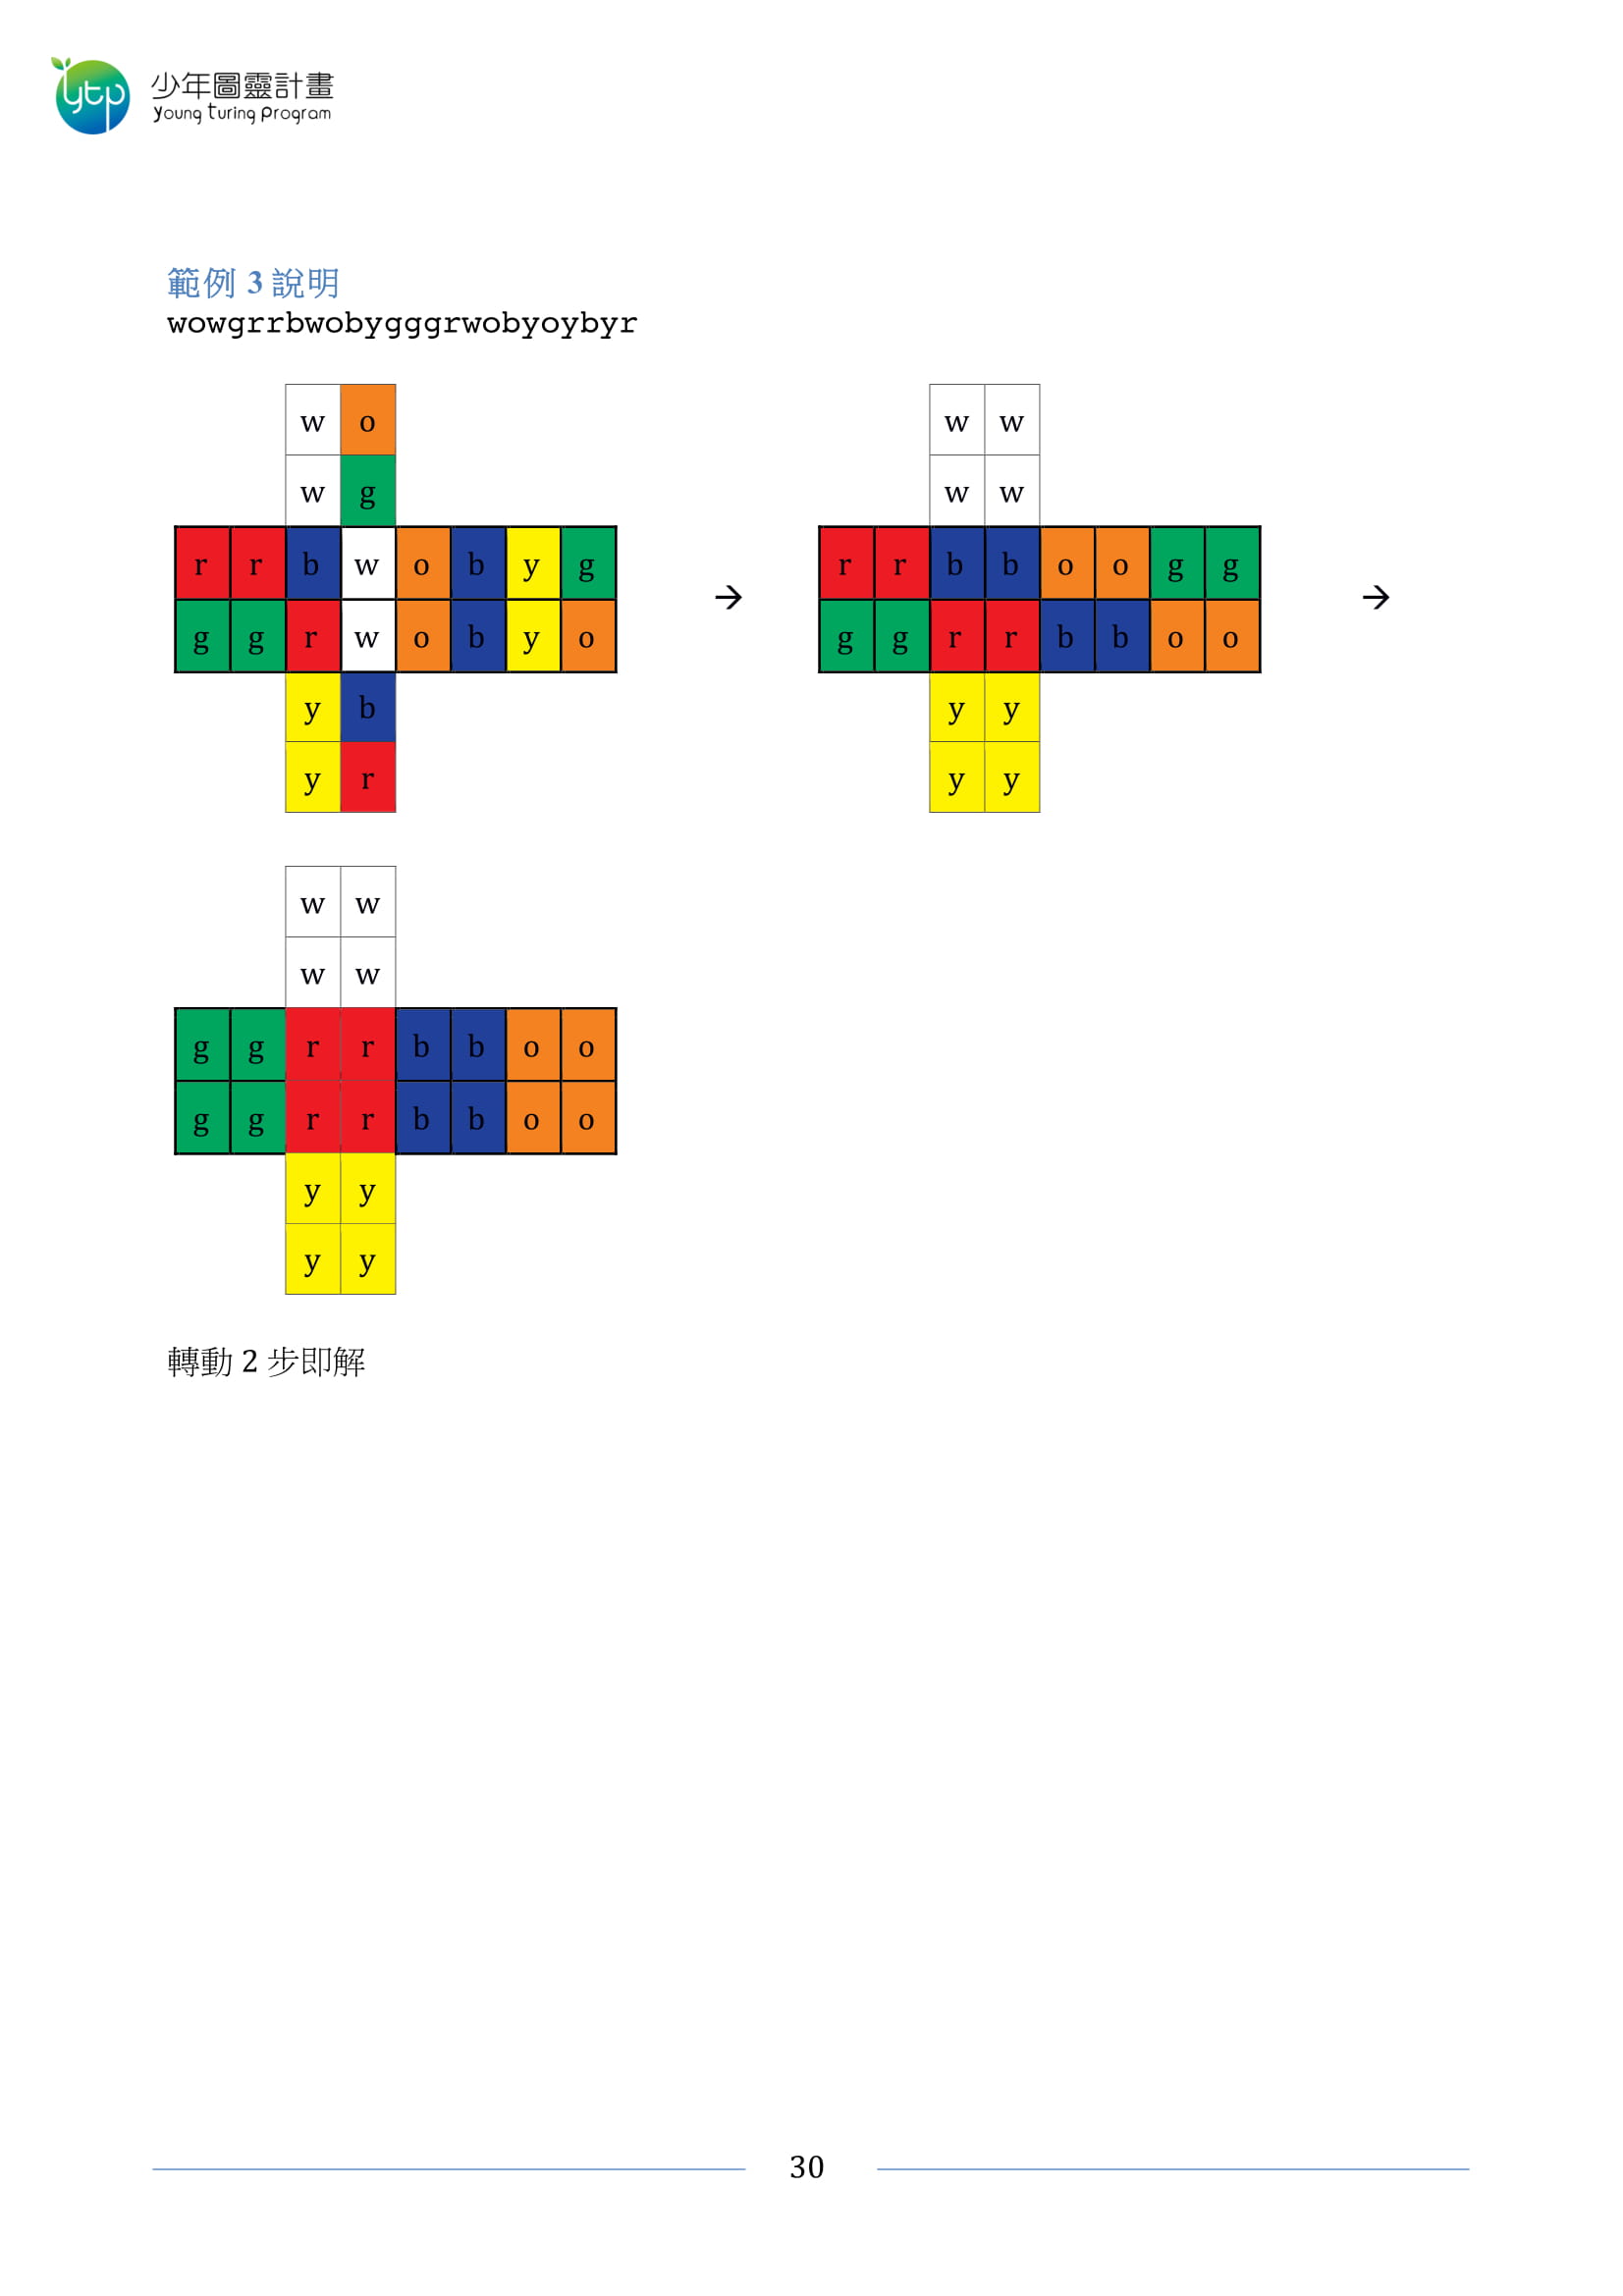 ytp 少年圖靈計畫
Young Turing Program
範例 3 說明
wowgrrbwobygggrwobyoybyr
w o
w g
r r b w o b y g
g g r w o b y o
y b
y r
→
w w
w w
r r b b o o g g
g g r r b b o o
y y
y y
→
w w
w w
g g r r b b o o
g g r r b b o o
y y
y y
轉動 2 步即解
30